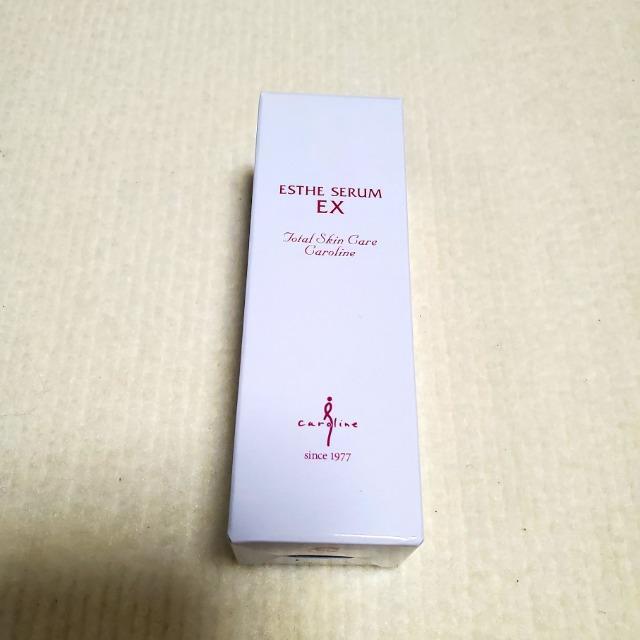 ESTHE SERUM
EX
Total Skin Care
Caroline
caroline
since 1977